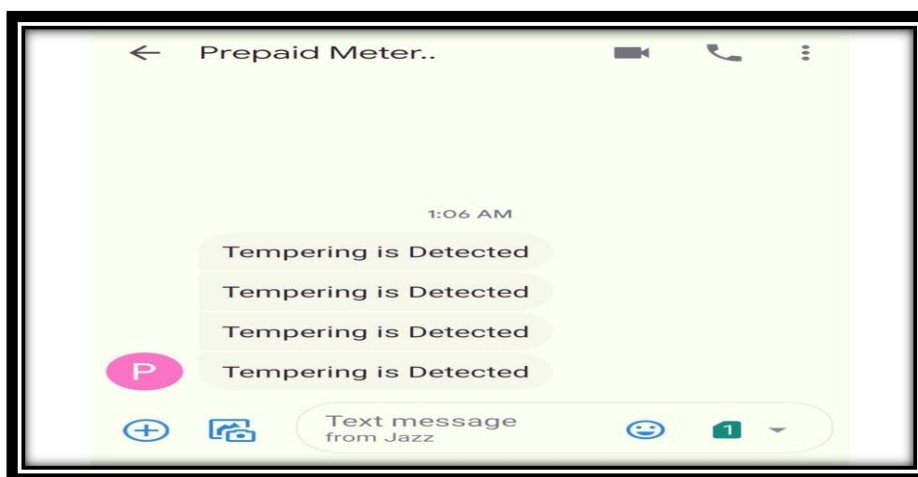 Prepaid Meter..
1:06 AM
Tempering is Detected
Tempering is Detected
Tempering is Detected
Tempering is Detected
P
Text message
from Jazz
1